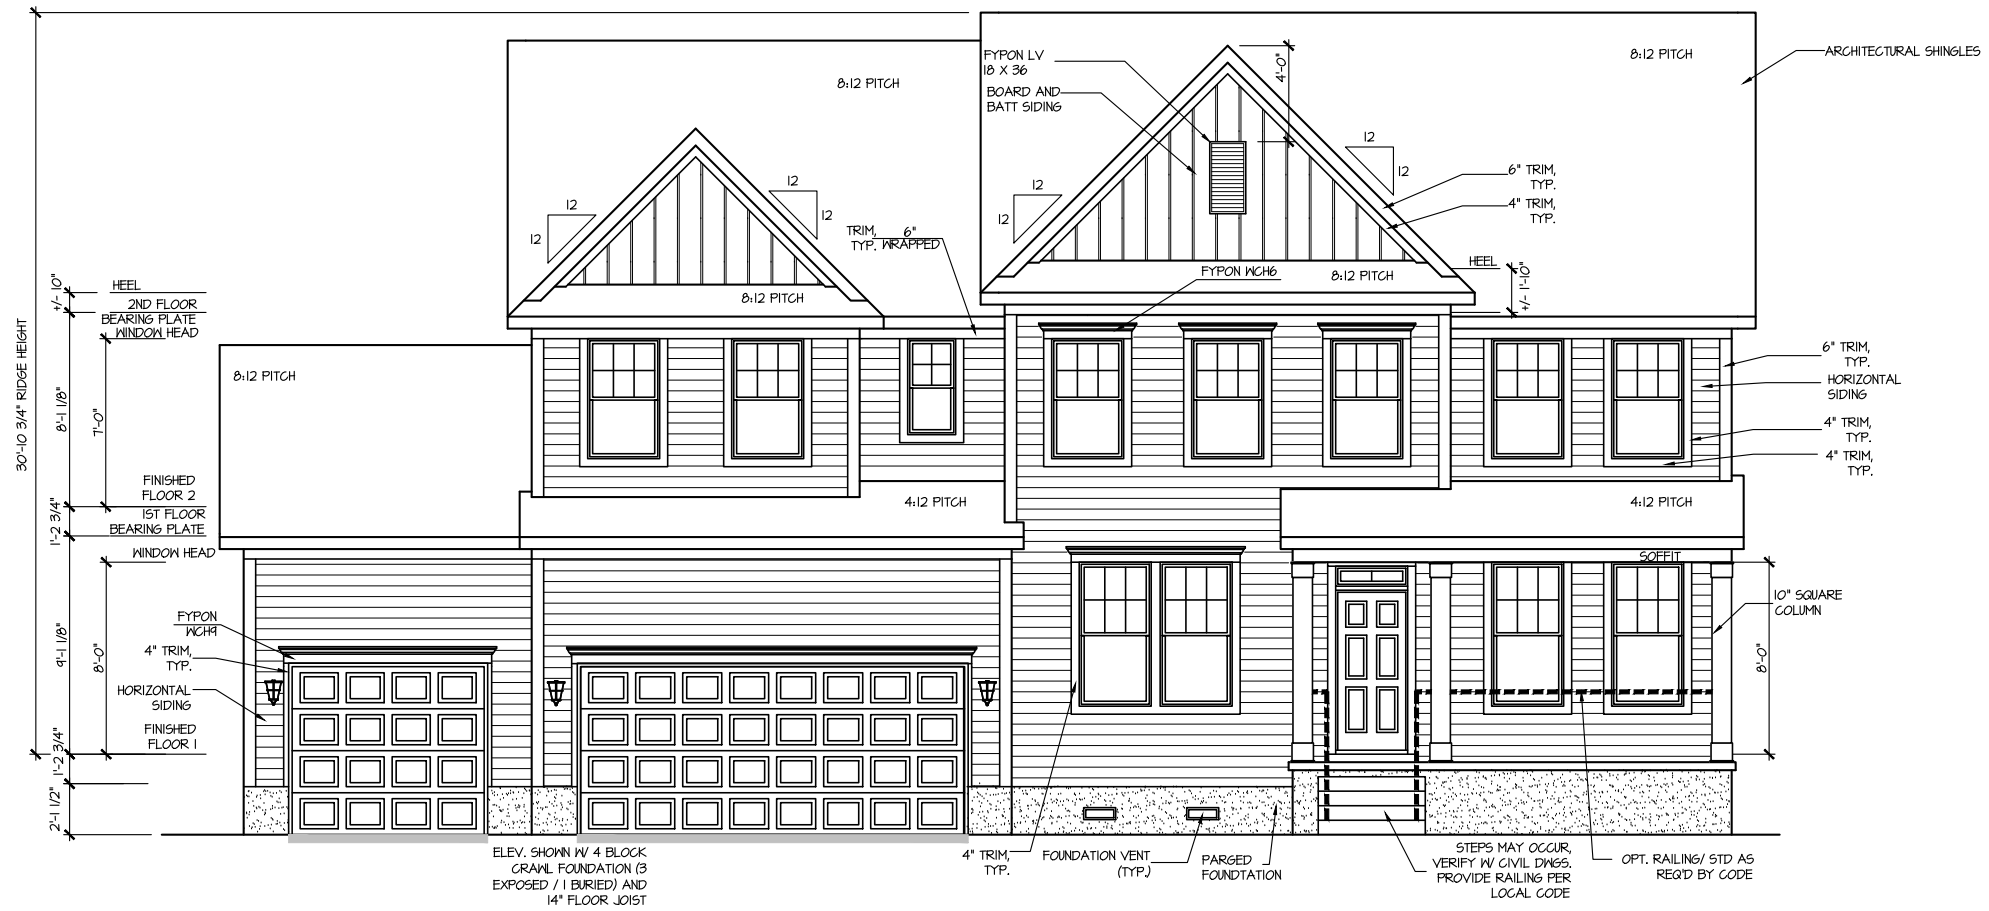 FYPON LV
18 X 36
BOARD AND
BATT SIDING
4'-0"
8:12 PITCH
8:12 PITCH
ARCHITECTURAL SHINGLES
12
12
12
12
12
12
12
12
6" TRIM,
TYP.
4" TRIM,
TYP.
TRIM, 6"
TYP. WRAPPED
HEEL
FYPON WCH6
8:12 PITCH
8:12 PITCH
+/- 1'-10"
+/- 10"
HEEL
2ND FLOOR
BEARING PLATE
WINDOW HEAD
30'-10 3/4" RIDGE HEIGHT
8'-1 1/8"
7'-0"
8:12 PITCH
6" TRIM,
TYP.
HORIZONTAL
SIDING
4" TRIM,
TYP.
4" TRIM,
TYP.
FINISHED
FLOOR 2
1ST FLOOR
BEARING PLATE
1'-2 3/4"
WINDOW HEAD
4:12 PITCH
4:12 PITCH
SOFFIT
10" SQUARE
COLUMN
8'-0"
9'-1 1/8"
8'-0"
FYPON
WCH9
4" TRIM,
TYP.
HORIZONTAL
SIDING
FINISHED
FLOOR 1
1'-2 3/4"
2'-1 1/2"
ELEV. SHOWN W/ 4 BLOCK
CRAWL FOUNDATION (3
EXPOSED / 1 BURIED) AND
14" FLOOR JOIST
4" TRIM,
TYP.
FOUNDATION VENT
(TYP.)
PARGED
FOUNDTATION
STEPS MAY OCCUR,
VERIFY W/ CIVIL DWGS.
PROVIDE RAILING PER
LOCAL CODE
OPT. RAILING/ STD AS
REQ'D BY CODE